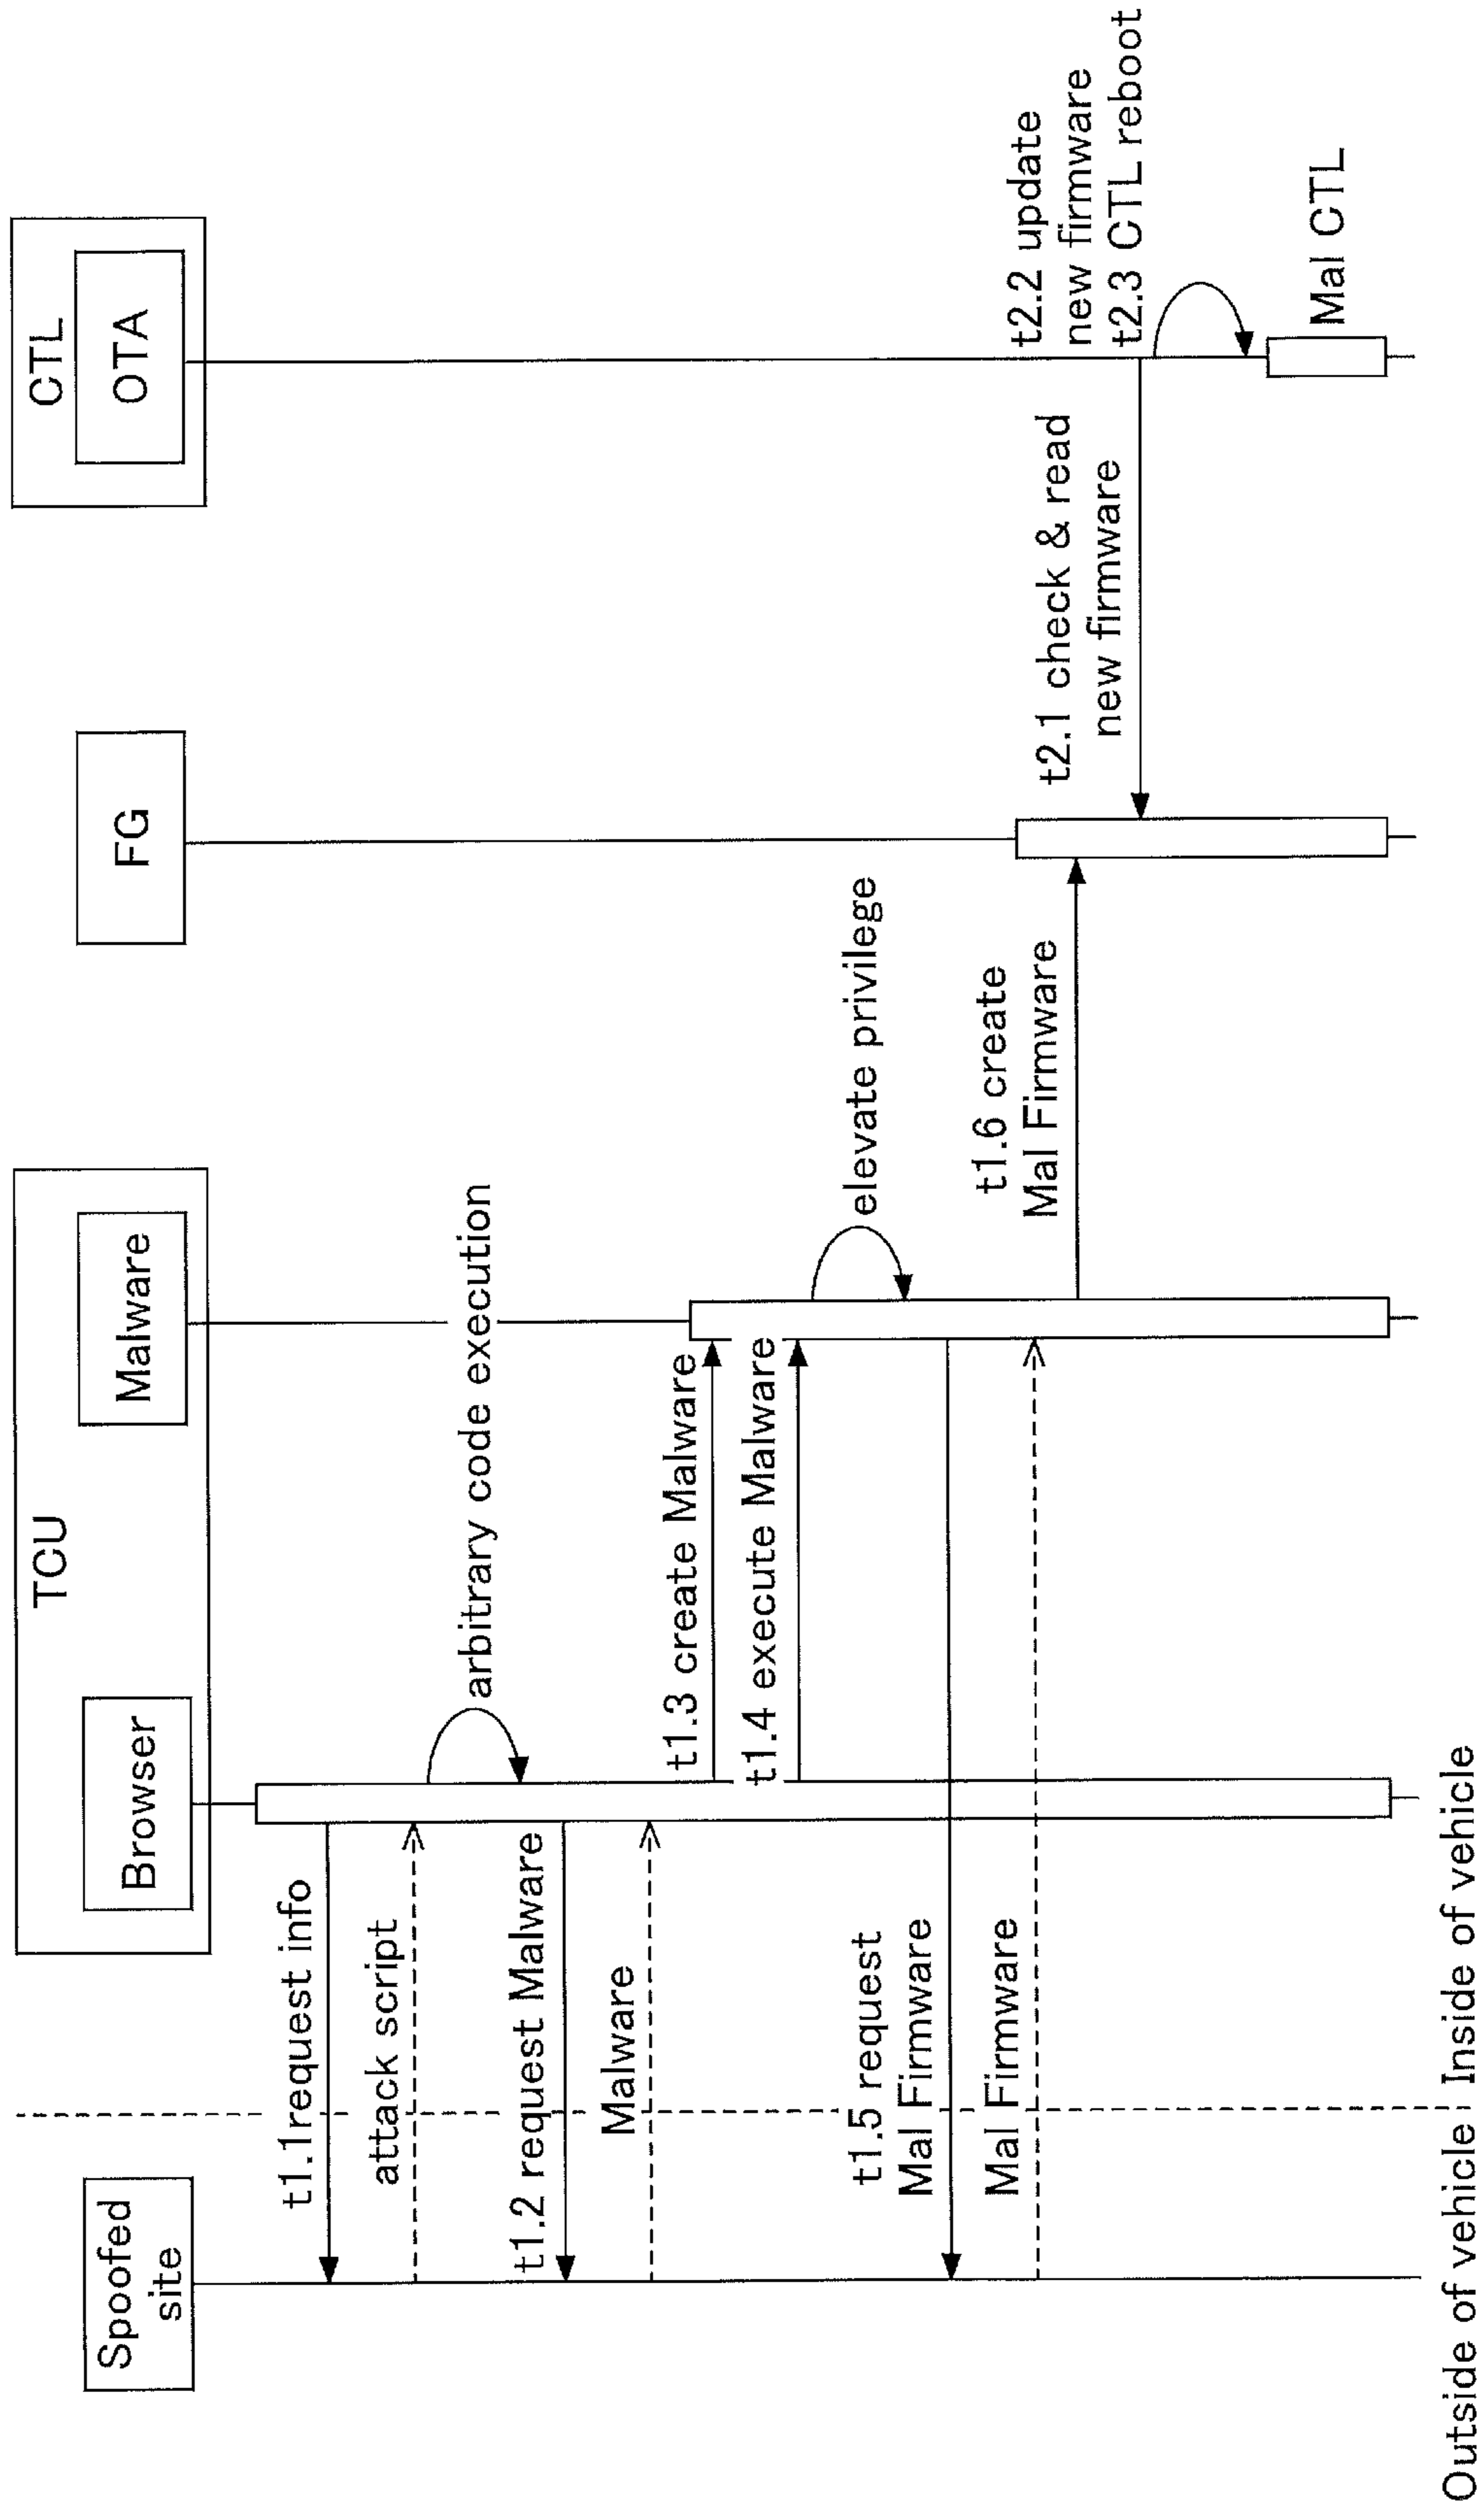 Spoofed
site
TCU
Browser
Malware
FG
CTL
OTA
t1.1request info
attack script
arbitrary code execution
t1.2 request Malware
Malware
t1.3 create Malware
t1.4 execute Malware
elevate privilege
t1.5 request
Mal Firmware
Mal Firmware
t1.6 create
Mal Firmware
t2.1 check & read
new firmware
t2.2 update
new firmware
t2.3 CTL reboot
Mal CTL
Outside of vehicle
Inside of vehicle